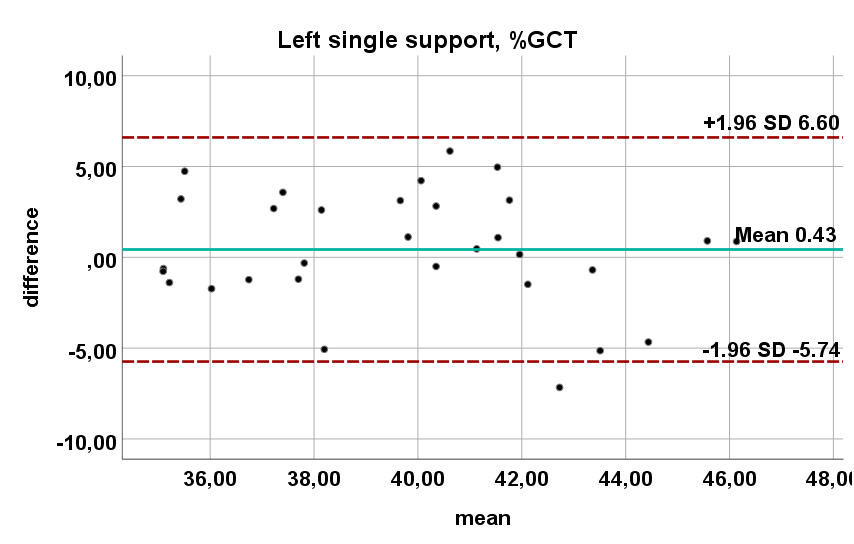 Left single support, %GCT
10,00
+1.96 SD 6.60
5,00
Mean 0.43
,00
-5,00
-1.96 SD -5.74
-10,00
difference
36,00 38,00 40,00 42,00 44,00 46,00 48,0
mean